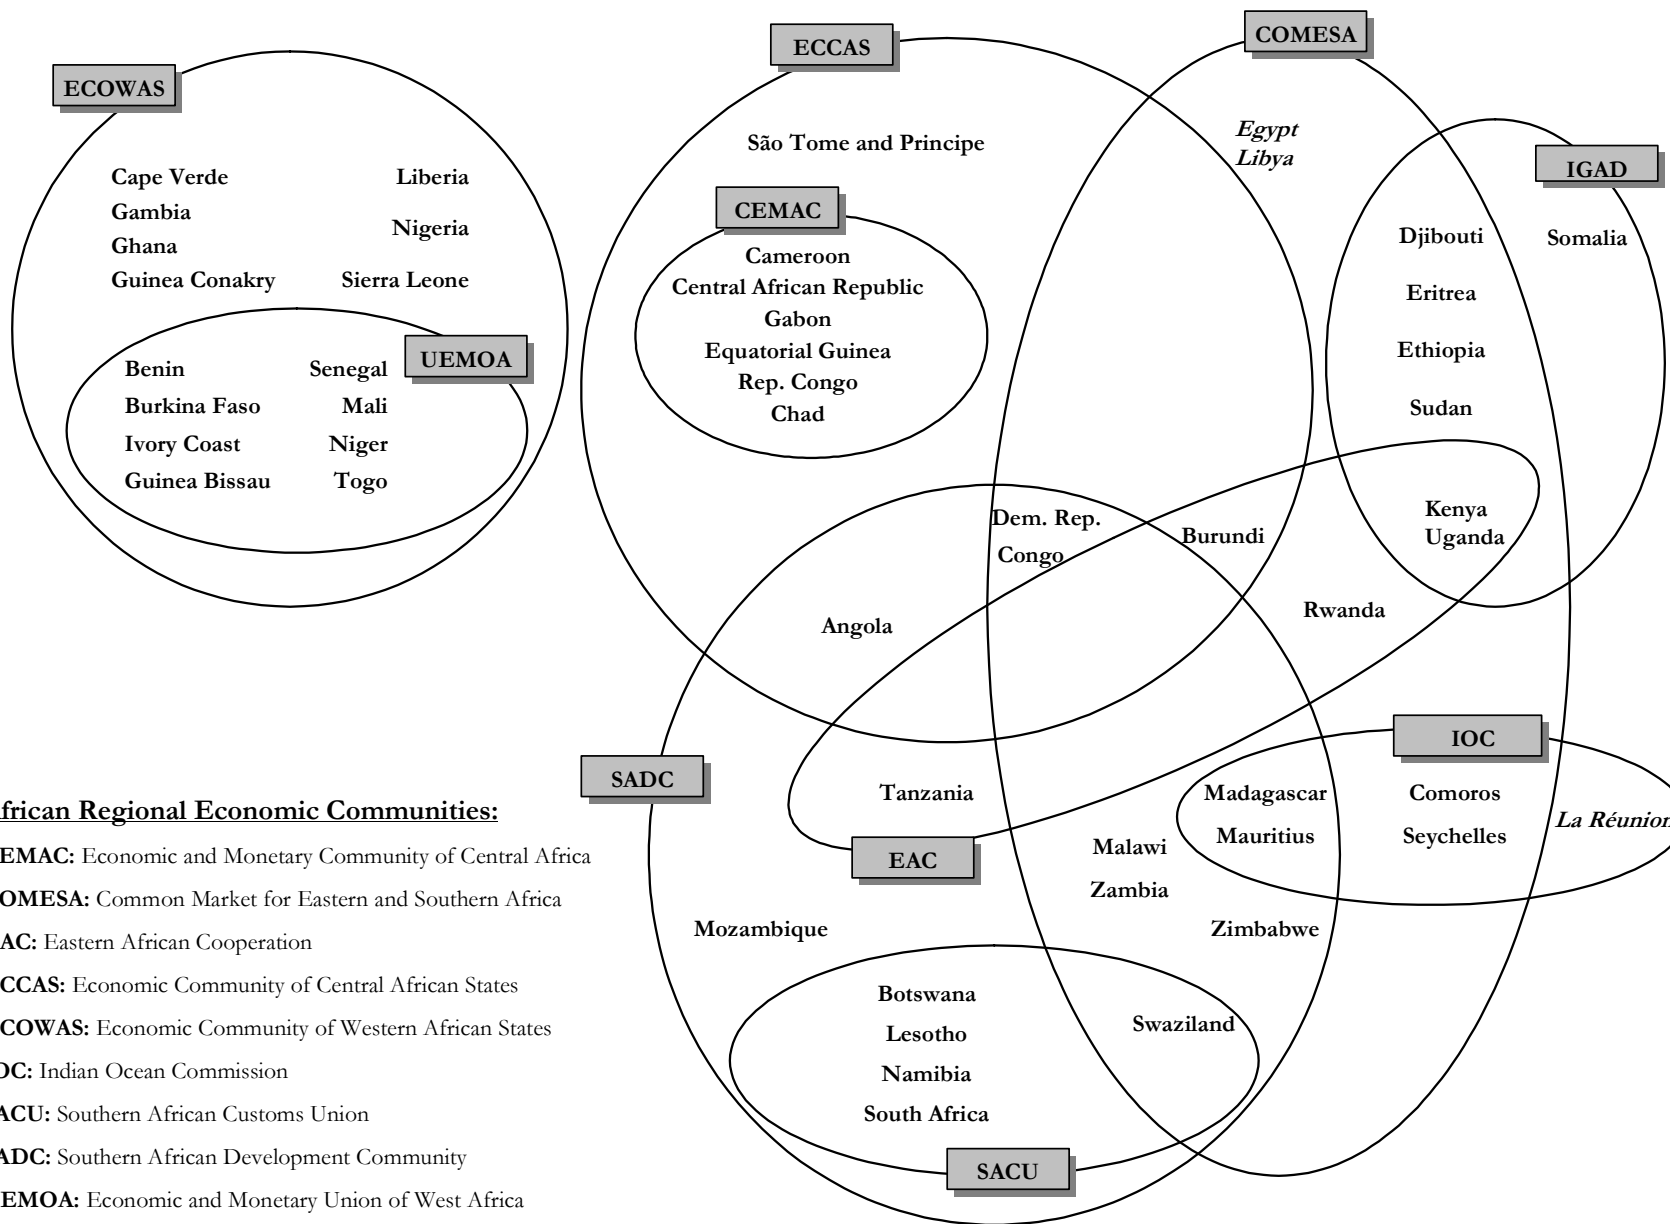 ECOWAS
Cape Verde
Gambia
Ghana
Guinea Conakry
Liberia
Nigeria
Sierra Leone
UEMOA
Benin
Burkina Faso
Ivory Coast
Guinea Bissau
Senegal
Mali
Niger
Togo
ECCAS
São Tome and Principe
CEMAC
Cameroon
Central African Republic
Gabon
Equatorial Guinea
Rep. Congo
Chad
COMESA
Egypt
Libya
IGAD
Djibouti
Eritrea
Ethiopia
Sudan
Somalia
Kenya
Uganda
Dem. Rep.
Congo
Burundi
Rwanda
Angola
SADC
Tanzania
EAC
IOC
Madagascar
Mauritius
Comoros
Seychelles
La Réunion
Malawi
Zambia
Zimbabwe
Mozambique
Botswana
Lesotho
Namibia
South Africa
Swaziland
SACU
frican Regional Economic Communities:
EMAC: Economic and Monetary Community of Central Africa
OMESA: Common Market for Eastern and Southern Africa
AC: Eastern African Cooperation
CCAS: Economic Community of Central African States
COWAS: Economic Community of Western African States
OC: Indian Ocean Commission
ACU: Southern African Customs Union
ADC: Southern African Development Community
EMOA: Economic and Monetary Union of West Africa